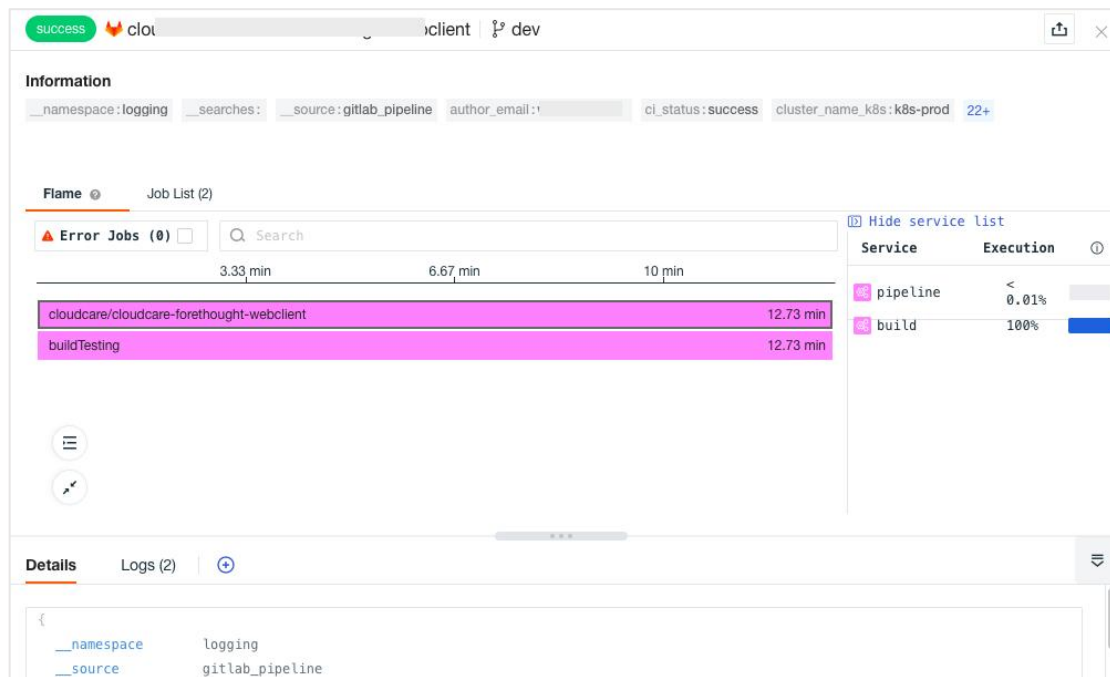 success clou bclient dev
Information
__namespace:logging __searches: __source:gitlab_pipeline author_email: ci_status:success cluster_name_k8s:k8s-prod 22+
Flame Job List (2)
Error Jobs (0) Search
Hide service list
Service Execution
3.33 min 6.67 min 10 min
pipeline < 0.01%
cloudcare/cloudcare-forethought-webclient 12.73 min
build 100%
buildTesting 12.73 min
Details Logs (2)
{
__namespace logging
__source gitlab_pipeline